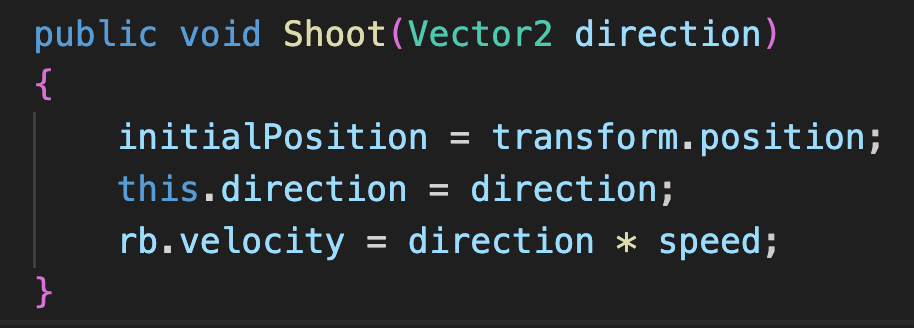 public void Shoot(Vector2 direction)
{
    initialPosition = transform.position;
    this.direction = direction;
    rb.velocity = direction * speed;
}